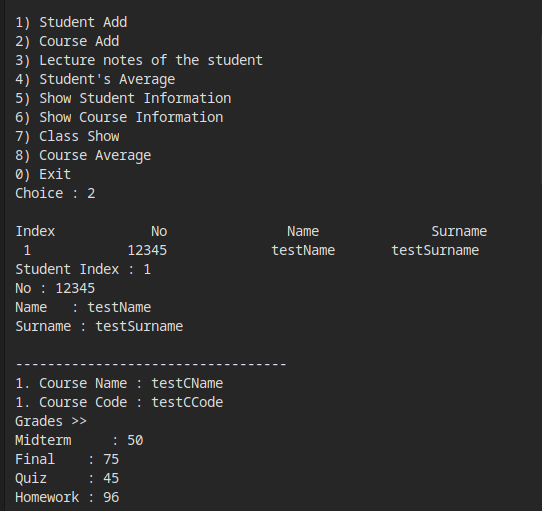 1) Student Add
2) Course Add
3) Lecture notes of the student
4) Student's Average
5) Show Student Information
6) Show Course Information
7) Class Show
8) Course Average
0) Exit
Choice : 2
Index No Name Surname
1 12345 testName testSurname
Student Index : 1
No : 12345
Name : testName
Surname : testSurname
----------------------------------
1. Course Name : testCName
1. Course Code : testCCode
Grades >>
Midterm : 50
Final : 75
Quiz : 45
Homework : 96